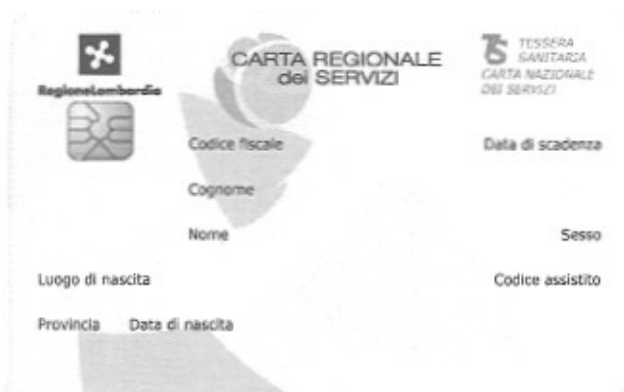 CARTA REGIONALE
dei SERVIZI
TESSERA
SANITARIA
CARTA NAZIONALE
DEI SERVIZI
RegioneLombardia
Codice fiscale
Data di scadenza
Cognome
Nome
Sesso
Luogo di nascita
Codice assistito
Provincia
Data di nascita